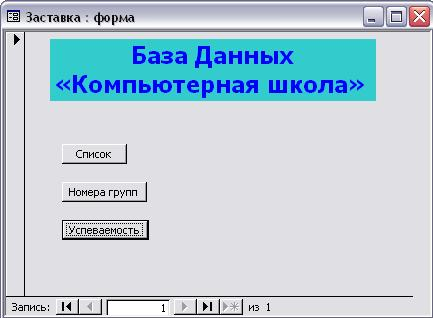 Заставка : форма
База Данных
«Компьютерная школа»
Список
Номера групп
Успеваемость
Запись: 1 из 1